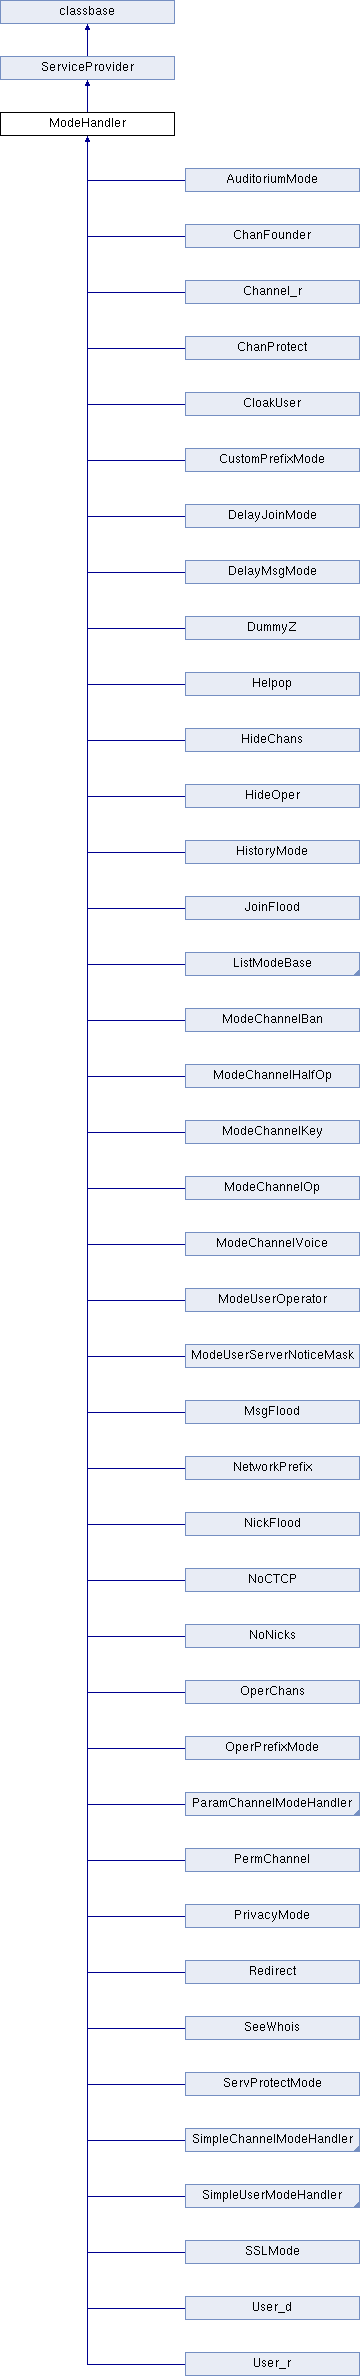 classbase
ServiceProvider
ModeHandler
AuditoriumMode
ChanFounder
Channel_r
ChanProtect
CloakUser
CustomPrefixMode
DelayJoinMode
DelayMsgMode
DummyZ
Helpop
HideChans
HideOper
HistoryMode
JoinFlood
ListModeBase
ModeChannelBan
ModeChannelHalfOp
ModeChannelKey
ModeChannelOp
ModeChannelVoice
ModeUserOperator
ModeUserServerNoticeMask
MsgFlood
NetworkPrefix
NickFlood
NoCTCP
NoNicks
OperChans
OperPrefixMode
ParamChannelModeHandler
PermChannel
PrivacyMode
Redirect
SeeWhois
ServProtectMode
SimpleChannelModeHandler
SimpleUserModeHandler
SSLMode
User_d
User_r